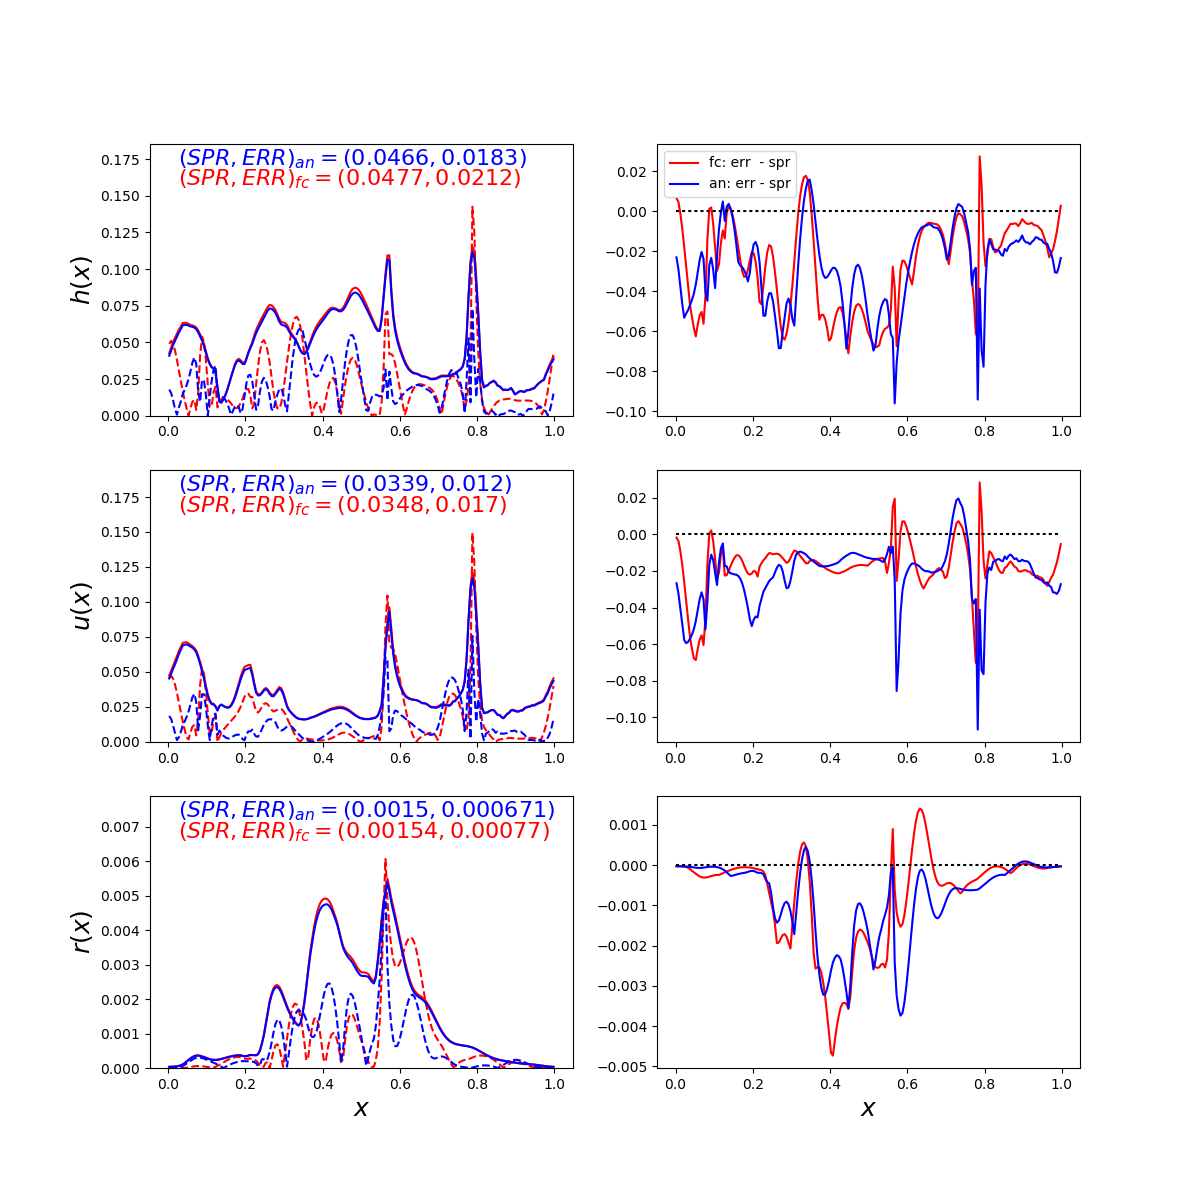 (SPR, ERR)an = (0.0466, 0.0183)
(SPR, ERR)fc = (0.0477, 0.0212)
h(x)
0.175
0.150
0.125
0.100
0.075
0.050
0.025
0.000
0.0 0.2 0.4 0.6 0.8 1.0
fc: err - spr
an: err - spr
0.02
0.00
−0.02
−0.04
−0.06
−0.08
−0.10
0.0 0.2 0.4 0.6 0.8 1.0
(SPR, ERR)an = (0.0339, 0.012)
(SPR, ERR)fc = (0.0348, 0.017)
u(x)
0.175
0.150
0.125
0.100
0.075
0.050
0.025
0.000
0.0 0.2 0.4 0.6 0.8 1.0
0.02
0.00
−0.02
−0.04
−0.06
−0.08
−0.10
0.0 0.2 0.4 0.6 0.8 1.0
(SPR, ERR)an = (0.0015, 0.000671)
(SPR, ERR)fc = (0.00154, 0.00077)
r(x)
0.007
0.006
0.005
0.004
0.003
0.002
0.001
0.000
0.0 0.2 0.4 0.6 0.8 1.0
x
0.001
0.000
−0.001
−0.002
−0.003
−0.004
−0.005
0.0 0.2 0.4 0.6 0.8 1.0
x